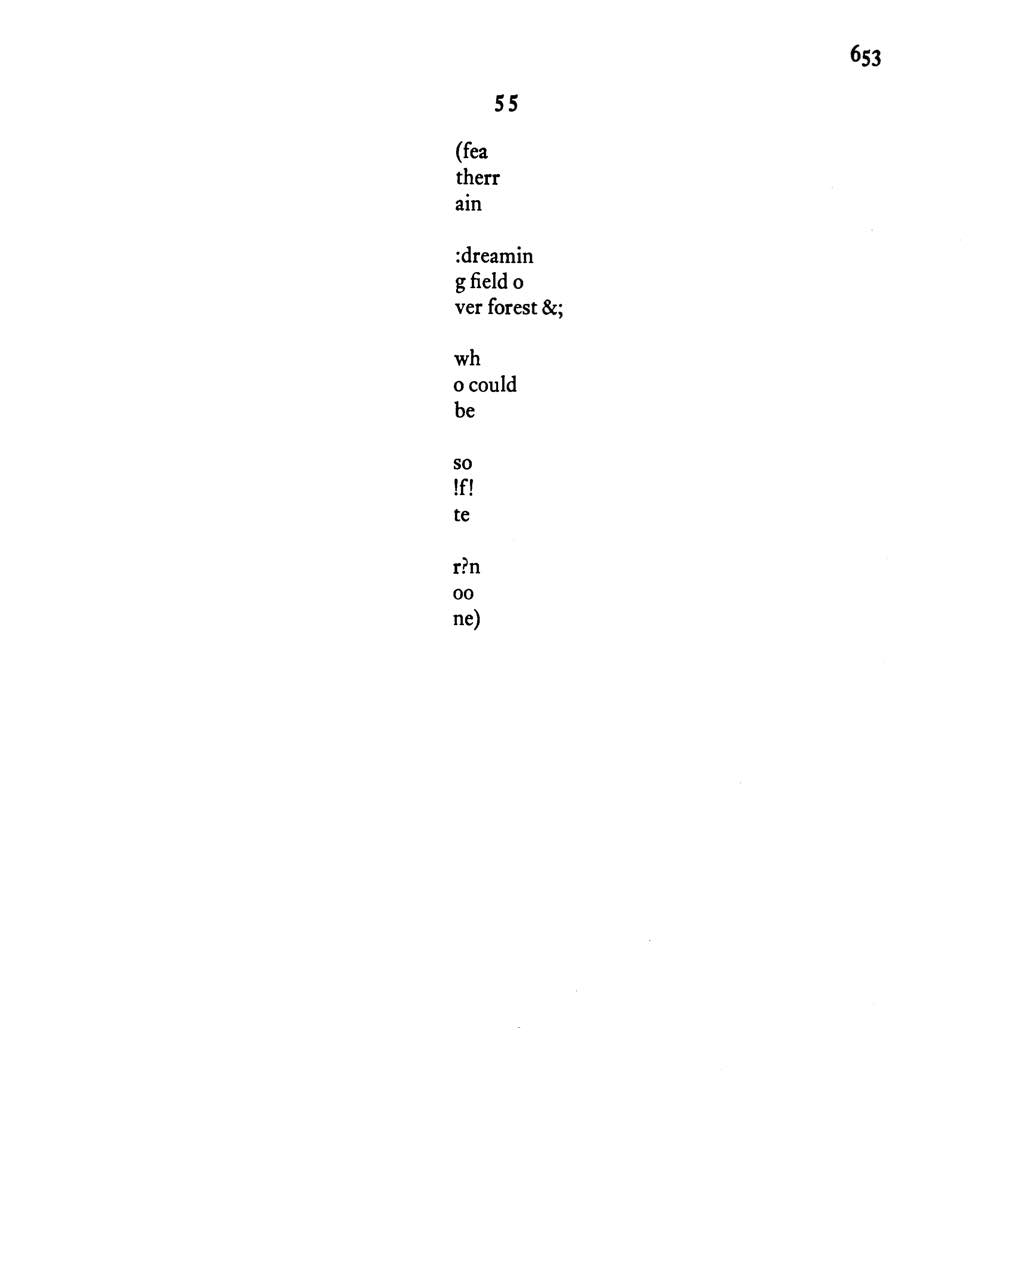 653
55
(fea
therr
ain
:dreamin
g field o
ver forest &;
wh
o could
be
so
!f!
te
r?n
oo
ne)